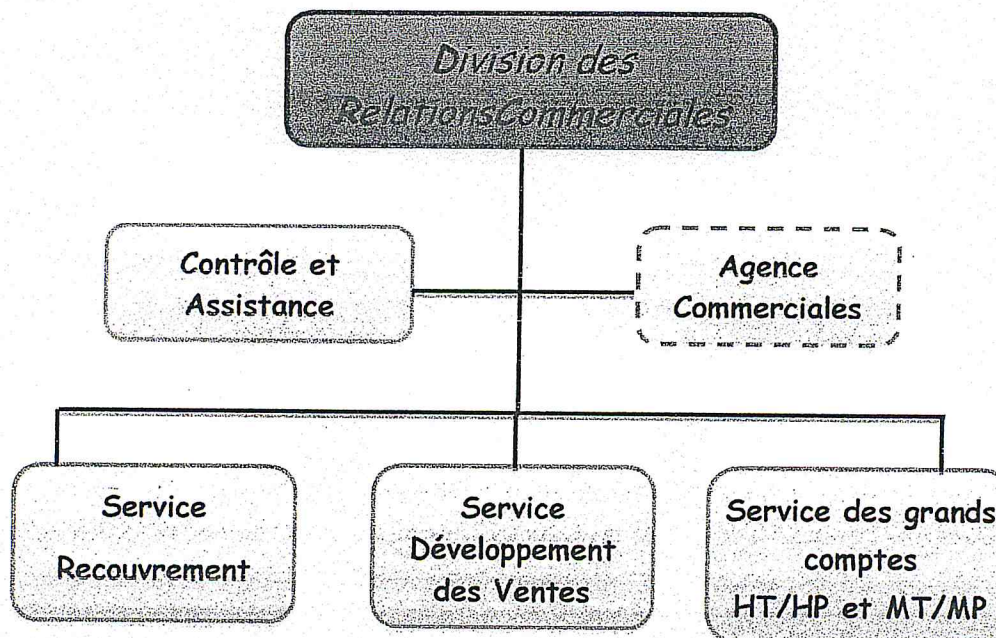 Division des
RelationsCommerciales
Contrôle et
Assistance
Agence
Commerciales
Service
Recouvrement
Service
Développement
des Ventes
Service des grands
comptes
HT/HP et MT/MP